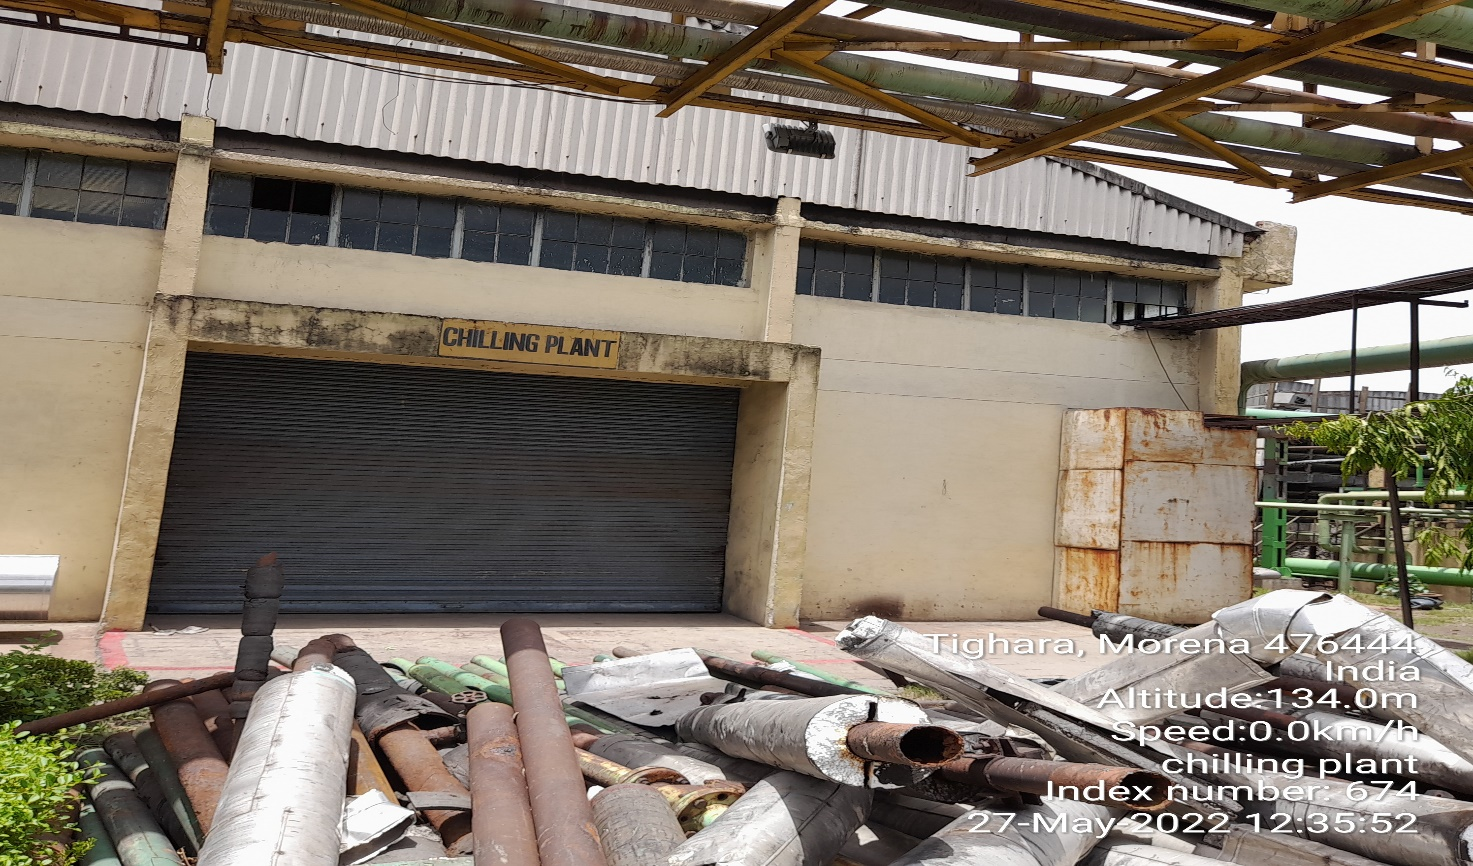 CHILLING PLANT
Tighara, Morena 476444,
India
Altitude:134.0m
Speed:0.0km/h
chilling plant
Index number: 674
27-May-2022 12:35:52